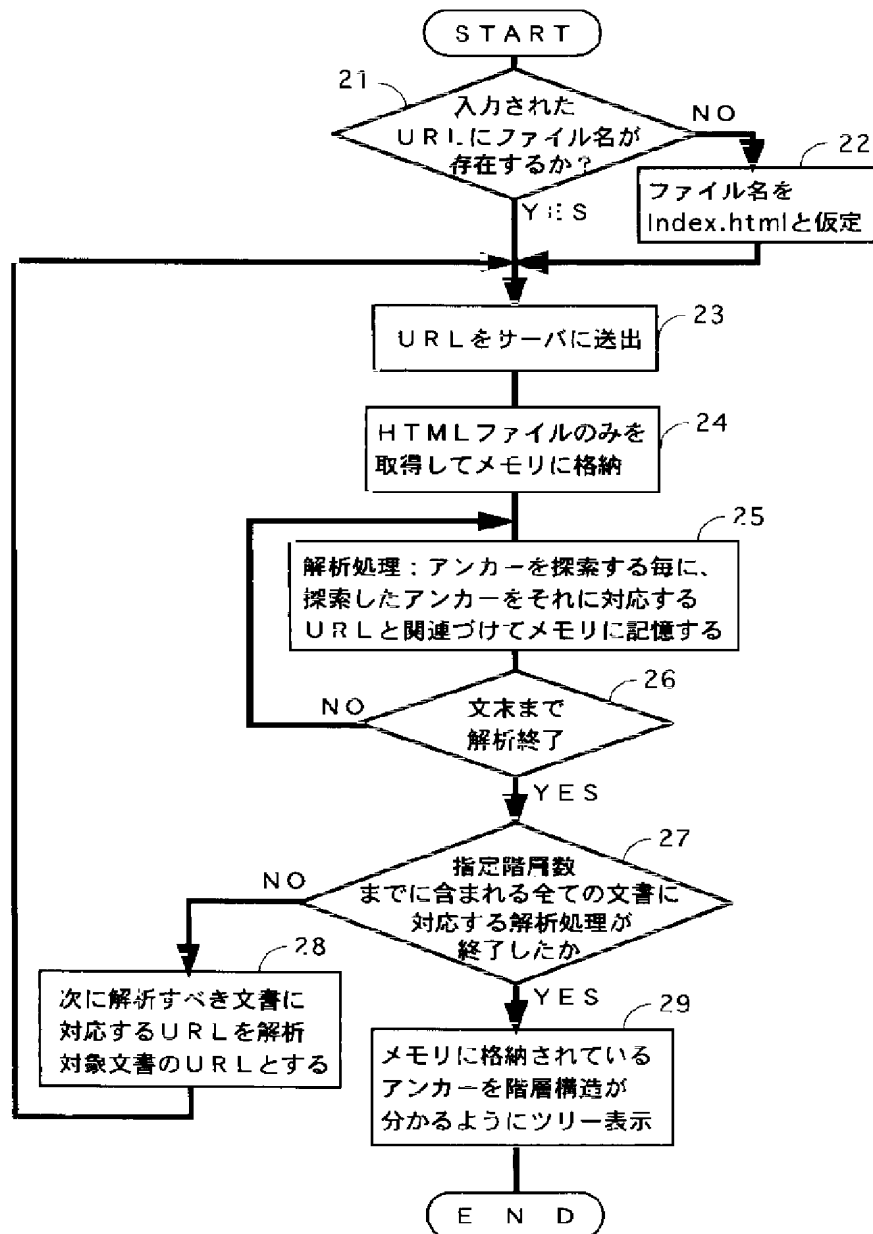 START
21
入力された
URLにファイル名が
存在するか?
NO
22
ファイル名を
Index.htmlと仮定
YES
23
URLをサーバに送出
24
HTMLファイルのみを
取得してメモリに格納
25
解析処理：アンカーを探索する毎に、
探索したアンカーをそれに対応する
URLと関連づけてメモリに記憶する
26
NO
文末まで
解析終了
YES
27
NO
指定階層数
までに含まれる全ての文書に
対応する解析処理が
終了したか
28
次に解析すべき文書に
対応するURLを解析
対象文書のURLとする
YES
29
メモリに格納されている
アンカーを階層構造が
分かるようにツリー表示
END